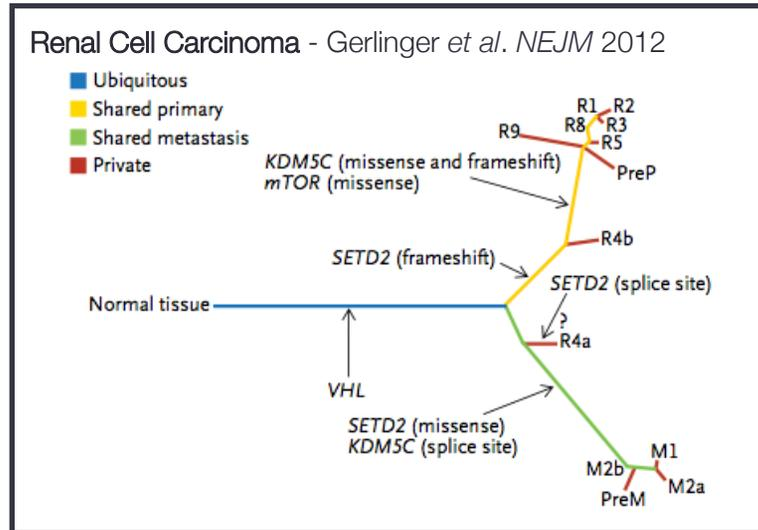 Renal Cell Carcinoma - Gerlinger et al. NEJM 2012
Ubiquitous
Shared primary
Shared metastasis
Private
R1
R2
R8
R3
R9
R5
KDM5C (missense and frameshift)
mTOR (missense)
PreP
R4b
SETD2 (frameshift)
SETD2 (splice site)
Normal tissue
?
R4a
VHL
SETD2 (missense)
KDM5C (splice site)
M1
M2b
M2a
PreM